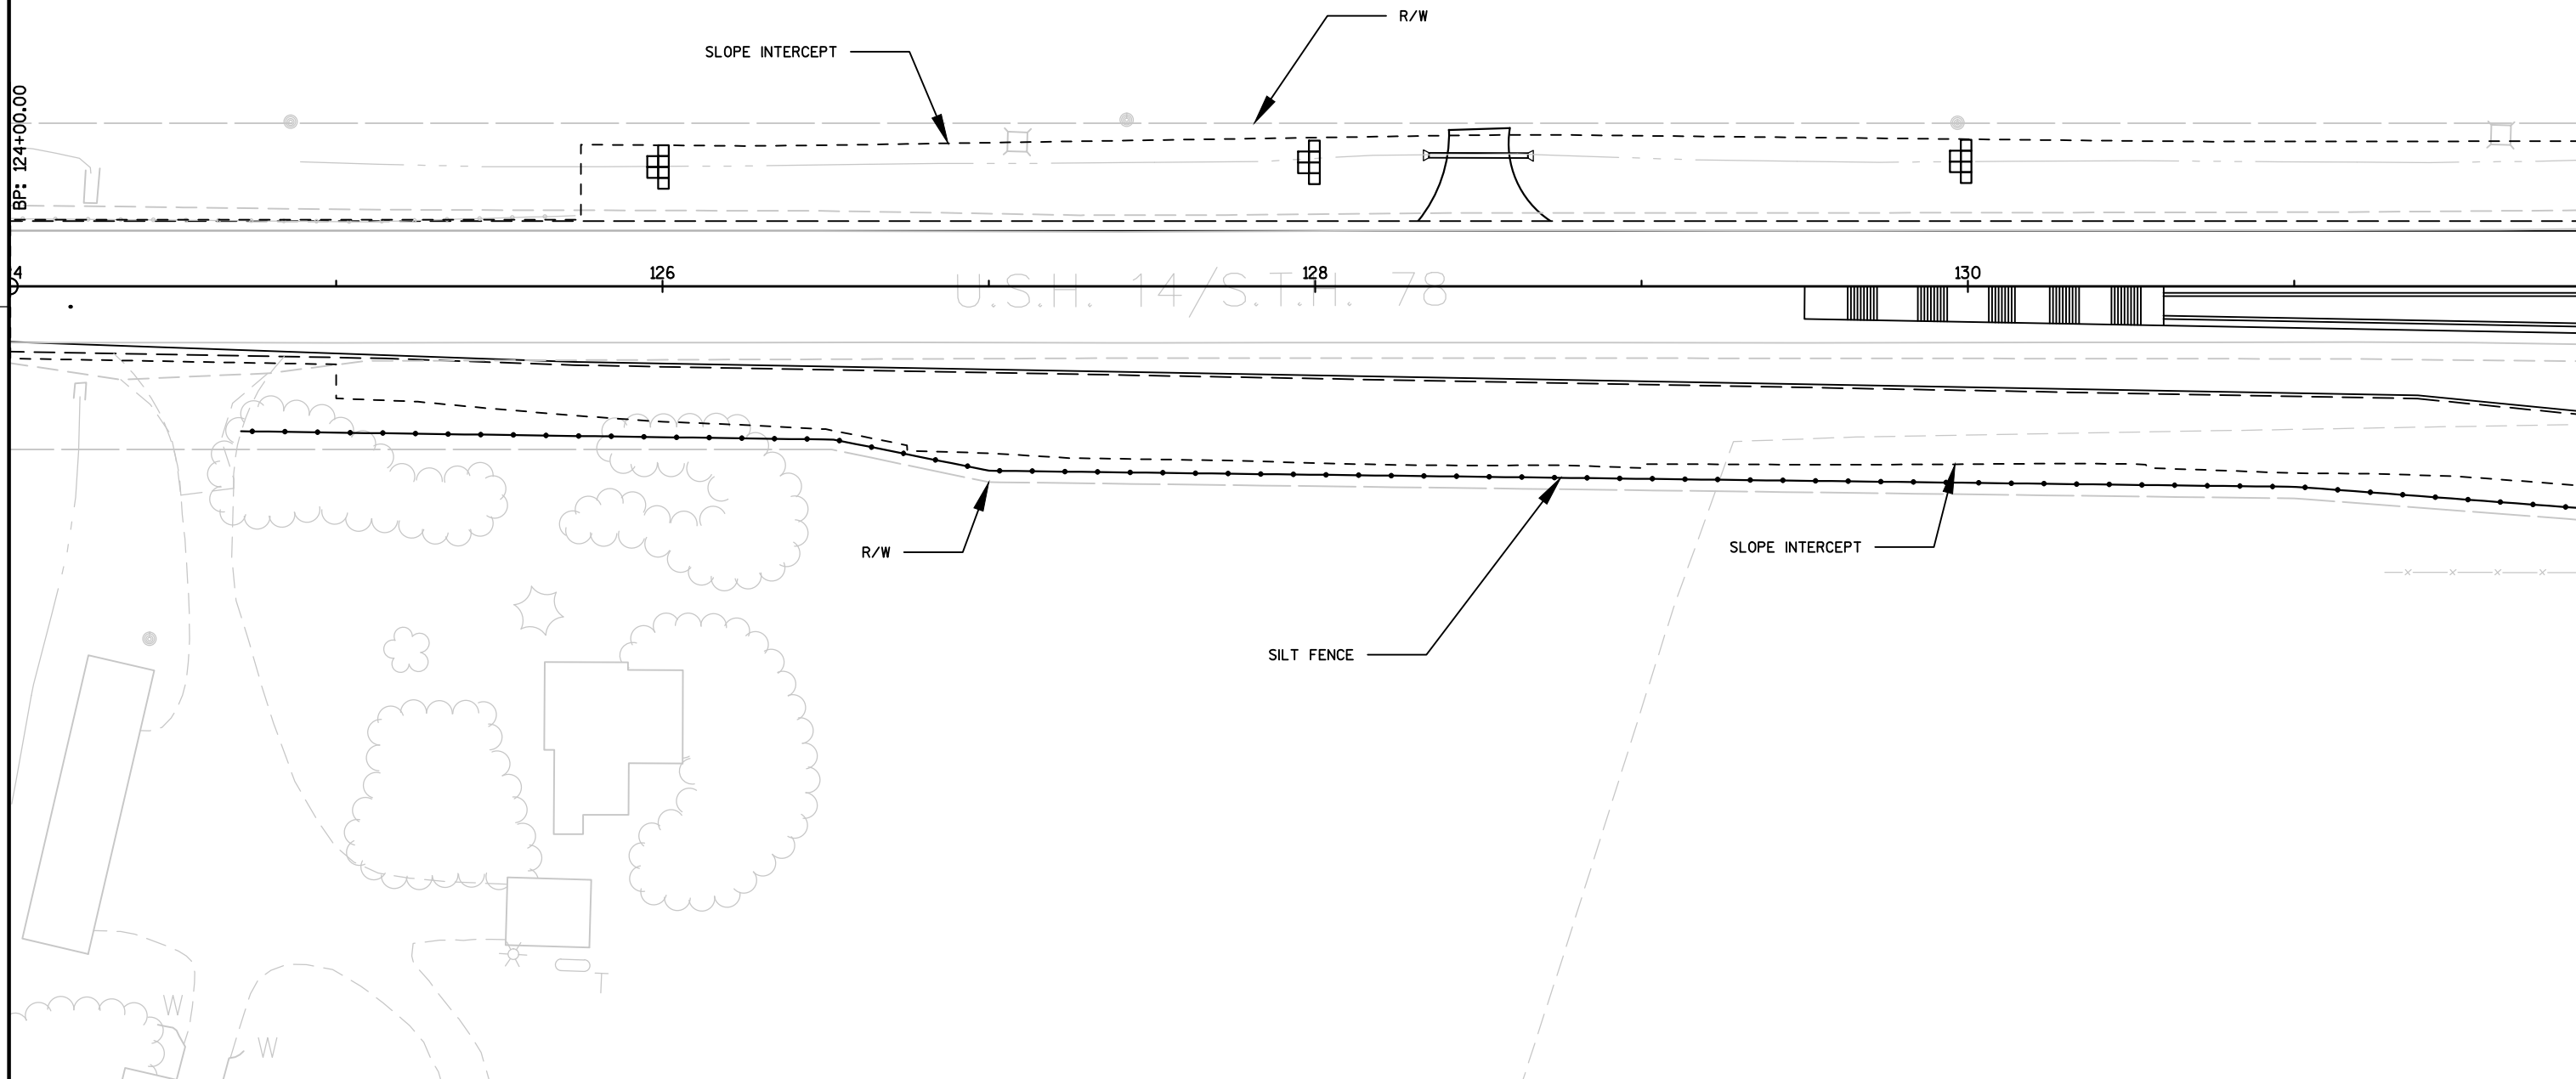 R/W
SLOPE INTERCEPT
BP: 124+00.00
4
126
128
130
U.S.H. 14/S.T.H. 78
R/W
SLOPE INTERCEPT
SILT FENCE
T
W
W